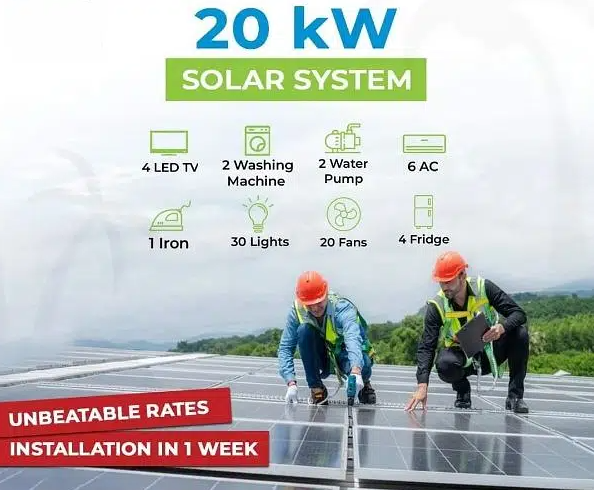 20 kW
SOLAR SYSTEM
4 LED TV
2 Washing
Machine
2 Water
Pump
6 AC
1 Iron
30 Lights
20 Fans
4 Fridge
UNBEATABLE RATES
INSTALLATION IN 1 WEEK